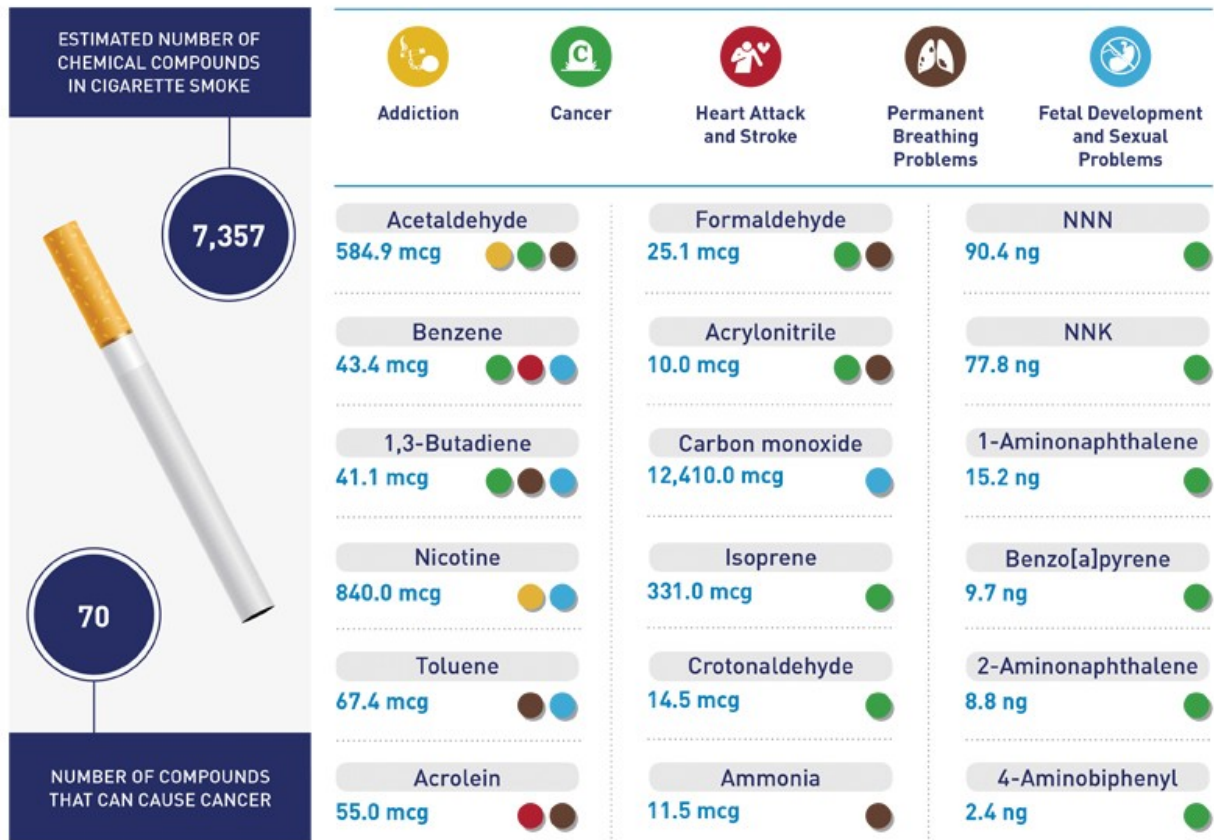 ESTIMATED NUMBER OF
CHEMICAL COMPOUNDS
IN CIGARETTE SMOKE
7,357
70
NUMBER OF COMPOUNDS
THAT CAN CAUSE CANCER
Addiction
C
Cancer
Heart Attack
and Stroke
Permanent
Breathing
Problems
Fetal Development
and Sexual
Problems
Acetaldehyde
584.9 mcg
Benzene
43.4 mcg
1,3-Butadiene
41.1 mcg
Nicotine
840.0 mcg
Toluene
67.4 mcg
Acrolein
55.0 mcg
Formaldehyde
25.1 mcg
Acrylonitrile
10.0 mcg
Carbon monoxide
12,410.0 mcg
Isoprene
331.0 mcg
Crotonaldehyde
14.5 mcg
Ammonia
11.5 mcg
NNN
90.4 ng
NNK
77.8 ng
1-Aminonaphthalene
15.2 ng
Benzo[a]pyrene
9.7 ng
2-Aminonaphthalene
8.8 ng
4-Aminobiphenyl
2.4 ng